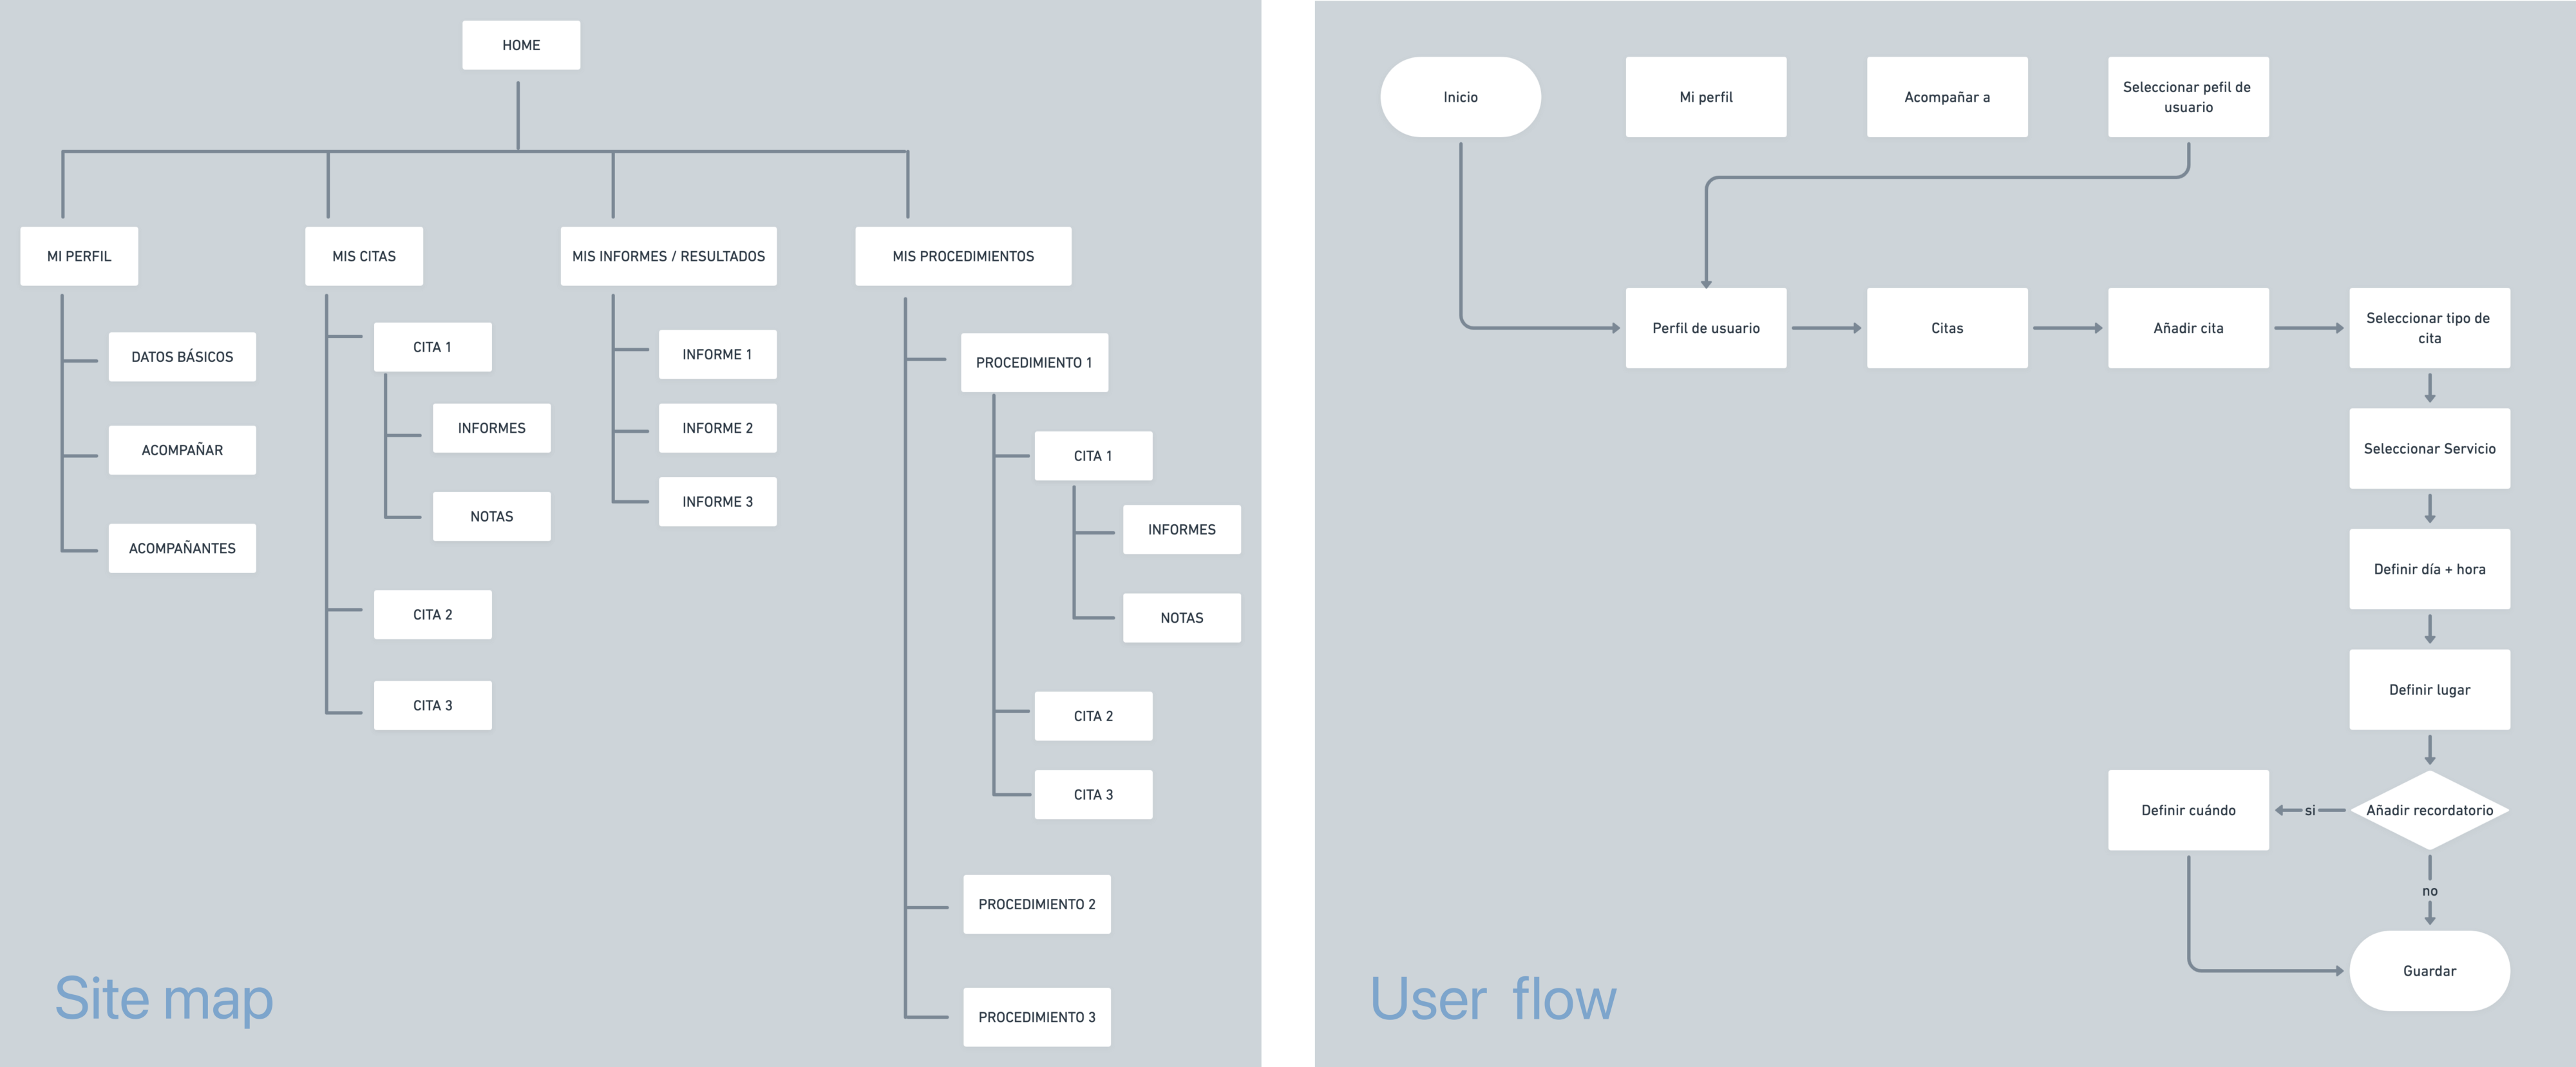 HOME
MI PERFIL
DATOS BÁSICOS
ACOMPAÑAR
ACOMPAÑANTES
MIS CITAS
CITA 1
INFORMES
NOTAS
CITA 2
CITA 3
MIS INFORMES / RESULTADOS
INFORME 1
INFORME 2
INFORME 3
MIS PROCEDIMIENTOS
PROCEDIMIENTO 1
CITA 1
INFORMES
NOTAS
CITA 2
CITA 3
PROCEDIMIENTO 2
PROCEDIMIENTO 3
Site map
Inicio
Mi perfil
Acompañar a
Seleccionar pefil de
usuario
Perfil de usuario
Citas
Añadir cita
Seleccionar tipo de
cita
Seleccionar Servicio
Definir día + hora
Definir lugar
Añadir recordatorio
si
Definir cuándo
no
Guardar
User flow